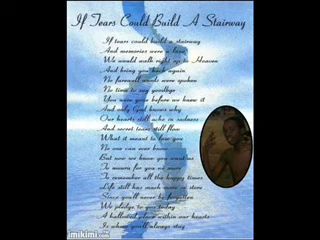 If Tears Could Build A Stairway
If tears could build a stairway
And memories were a lane
We would walk right up to Heaven
And bring you back again
No farewell words were spoken
No time to say goodbye
You were gone before we knew it
And only God knows why
Our hearts still ache in sadness
And secret tears still flow
What it meant to lose you
No one can ever know
But now we know you want us
To mourn for you no more
To remember all the happy times
Life still has much more in store
Since you'll never be forgotten
We pledge to you today
A hallowed place within our hearts
Is where you'll always stay
mikimi.com